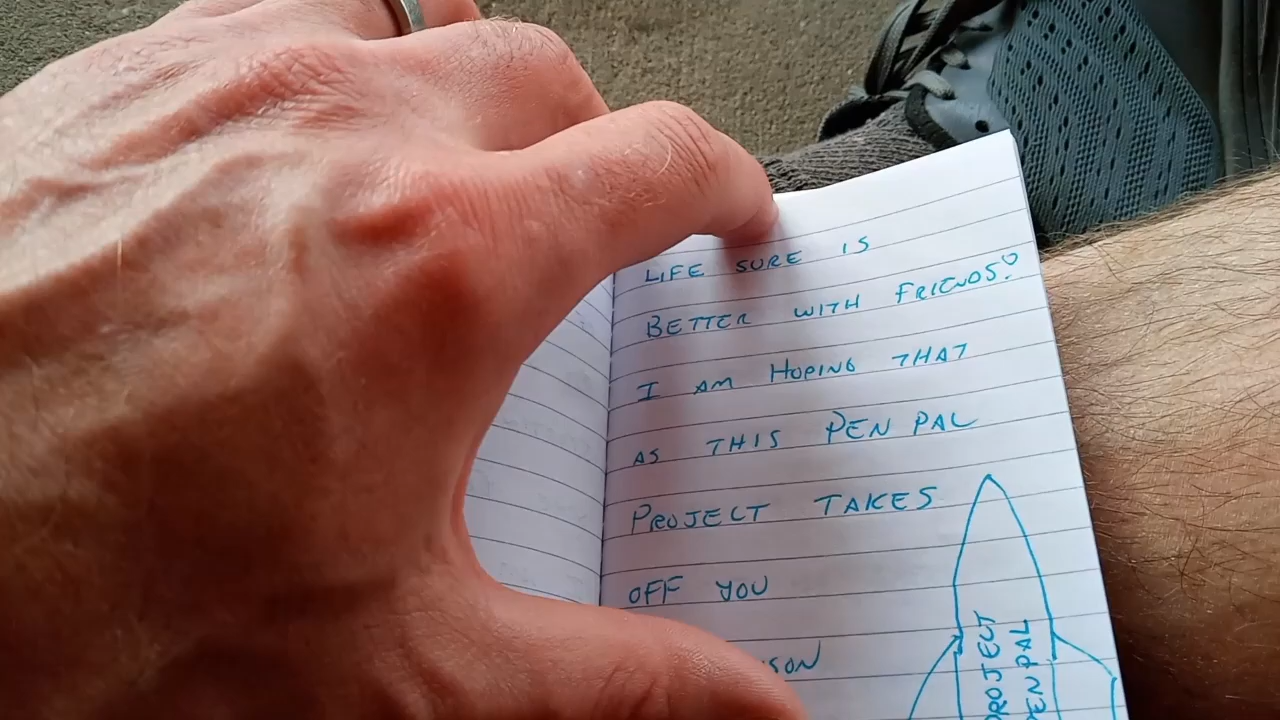 LIFE SURE IS
BETTER WITH FRIENDS!
I AM HOPING THAT
AS THIS PEN PAL
PROJECT TAKES
OFF YOU
PROJECT
PEN PAL